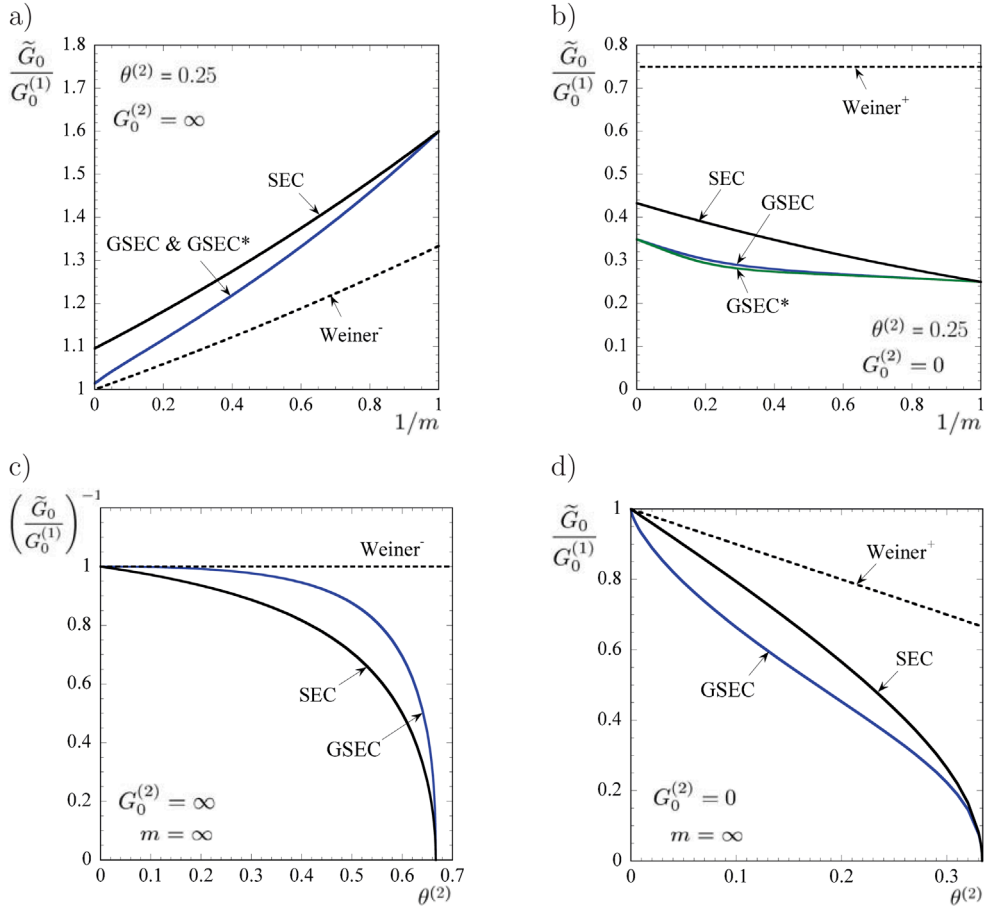 a)
G̃₀ / G₀⁽¹⁾
1.8
1.7
1.6
1.5
1.4
1.3
1.2
1.1
1
θ⁽²⁾ = 0.25
G₀⁽²⁾ = ∞
SEC
GSEC & GSEC*
Weiner⁻
0 0.2 0.4 0.6 0.8 1
1/m
b)
G̃₀ / G₀⁽¹⁾
0.8
0.7
0.6
0.5
0.4
0.3
0.2
0.1
0
Weiner⁺
SEC
GSEC
GSEC*
θ⁽²⁾ = 0.25
G₀⁽²⁾ = 0
0 0.2 0.4 0.6 0.8 1
1/m
c)
(G̃₀ / G₀⁽¹⁾)⁻¹
1
0.8
0.6
0.4
0.2
0
Weiner⁻
SEC
GSEC
G₀⁽²⁾ = ∞
m = ∞
0 0.1 0.2 0.3 0.4 0.5 0.6 0.7
θ⁽²⁾
d)
G̃₀ / G₀⁽¹⁾
1
0.8
0.6
0.4
0.2
0
Weiner⁺
SEC
GSEC
G₀⁽²⁾ = 0
m = ∞
0 0.1 0.2 0.3
θ⁽²⁾